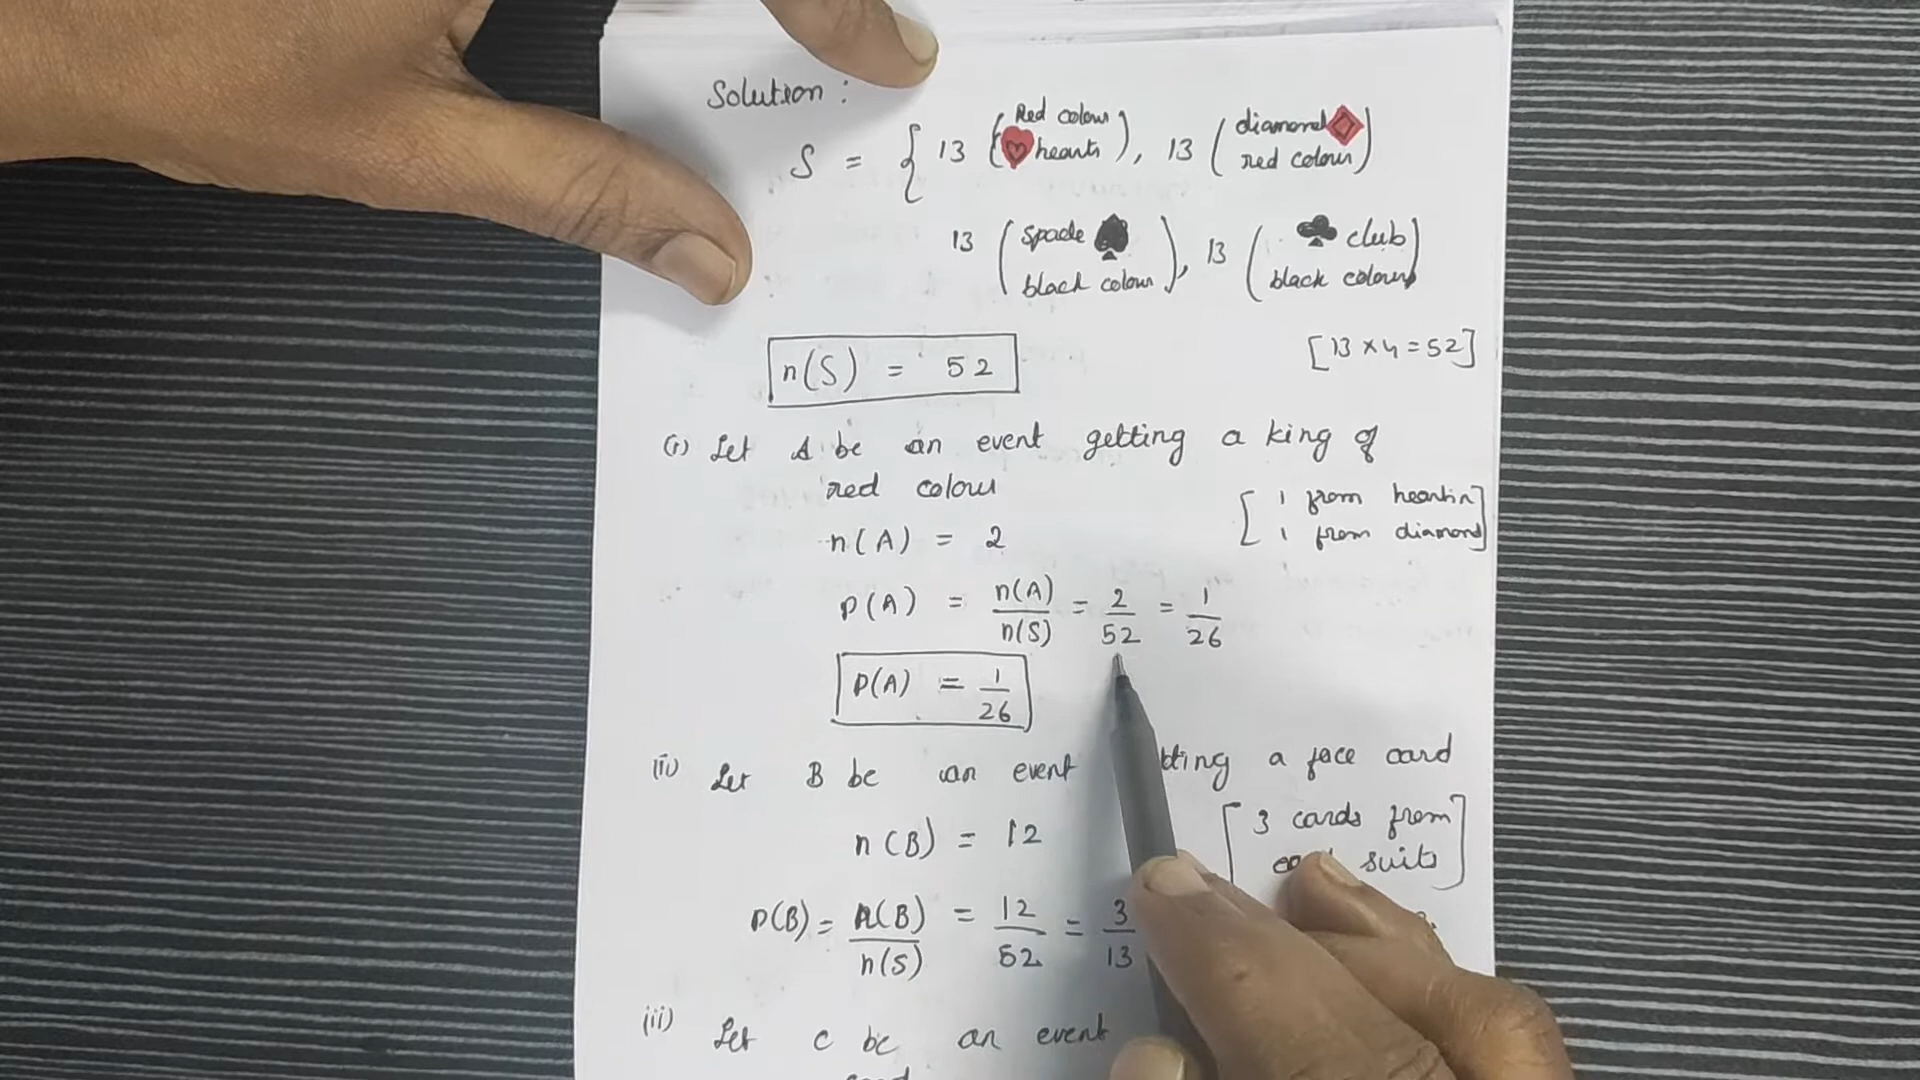 Solution :
S = { 13 ( Red colour hearts ), 13 ( diamond red colour )
13 ( spade black colour ), 13 ( club black colour )
n(S) = 52
[13 × 4 = 52]
(i) Let A be an event getting a king of
red colour
[ 1 from heartin
1 from diamond ]
n(A) = 2
P(A) = n(A)/n(S) = 2/52 = 1/26
P(A) = 1/26
(ii) Let B be an event a face card
[ 3 cards from
suits ]
n(B) = 12
P(B) = n(B)/n(S) = 12/52 = 3/13
(iii) Let C be an event